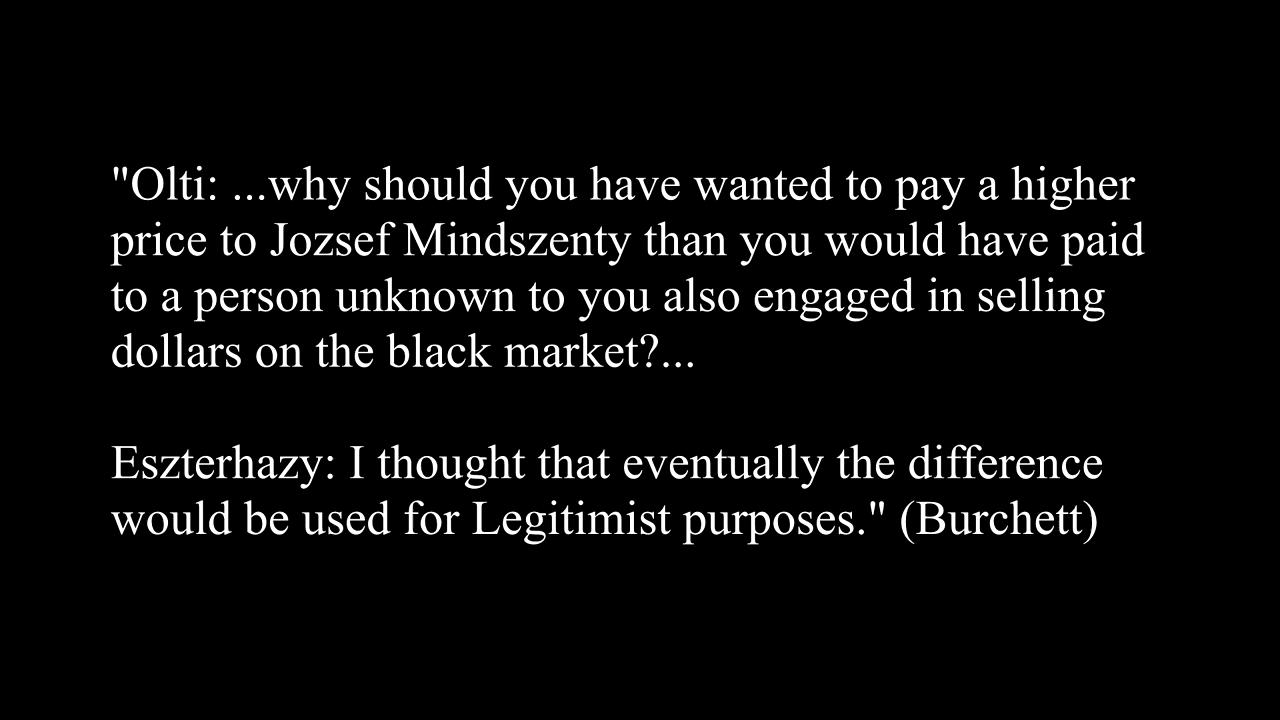 "Olti: ...why should you have wanted to pay a higher
price to Jozsef Mindszenty than you would have paid
to a person unknown to you also engaged in selling
dollars on the black market?...
Eszterhazy: I thought that eventually the difference
would be used for Legitimist purposes." (Burchett)